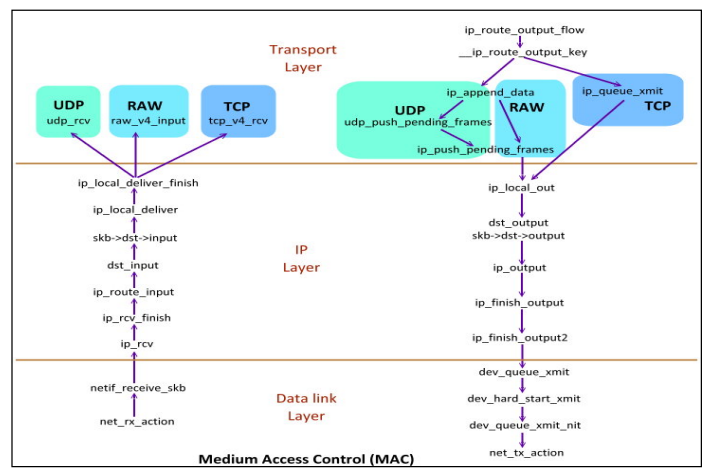 ip_route_output_flow
__ip_route_output_key
Transport
Layer
UDP
udp_rcv
RAW
raw_v4_input
TCP
tcp_v4_rcv
ip_append_data
ip_queue_xmit
UDP
RAW
TCP
udp_push_pending_frames
ip_push_pending_frames
ip_local_deliver_finish
ip_local_deliver
skb->dst->input
dst_input
ip_route_input
ip_rcv_finish
ip_rcv
IP
Layer
ip_local_out
dst_output
skb->dst->output
ip_output
ip_finish_output
ip_finish_output2
netif_receive_skb
net_rx_action
Data link
Layer
dev_queue_xmit
dev_hard_start_xmit
dev_queue_xmit_nit
net_tx_action
Medium Access Control (MAC)